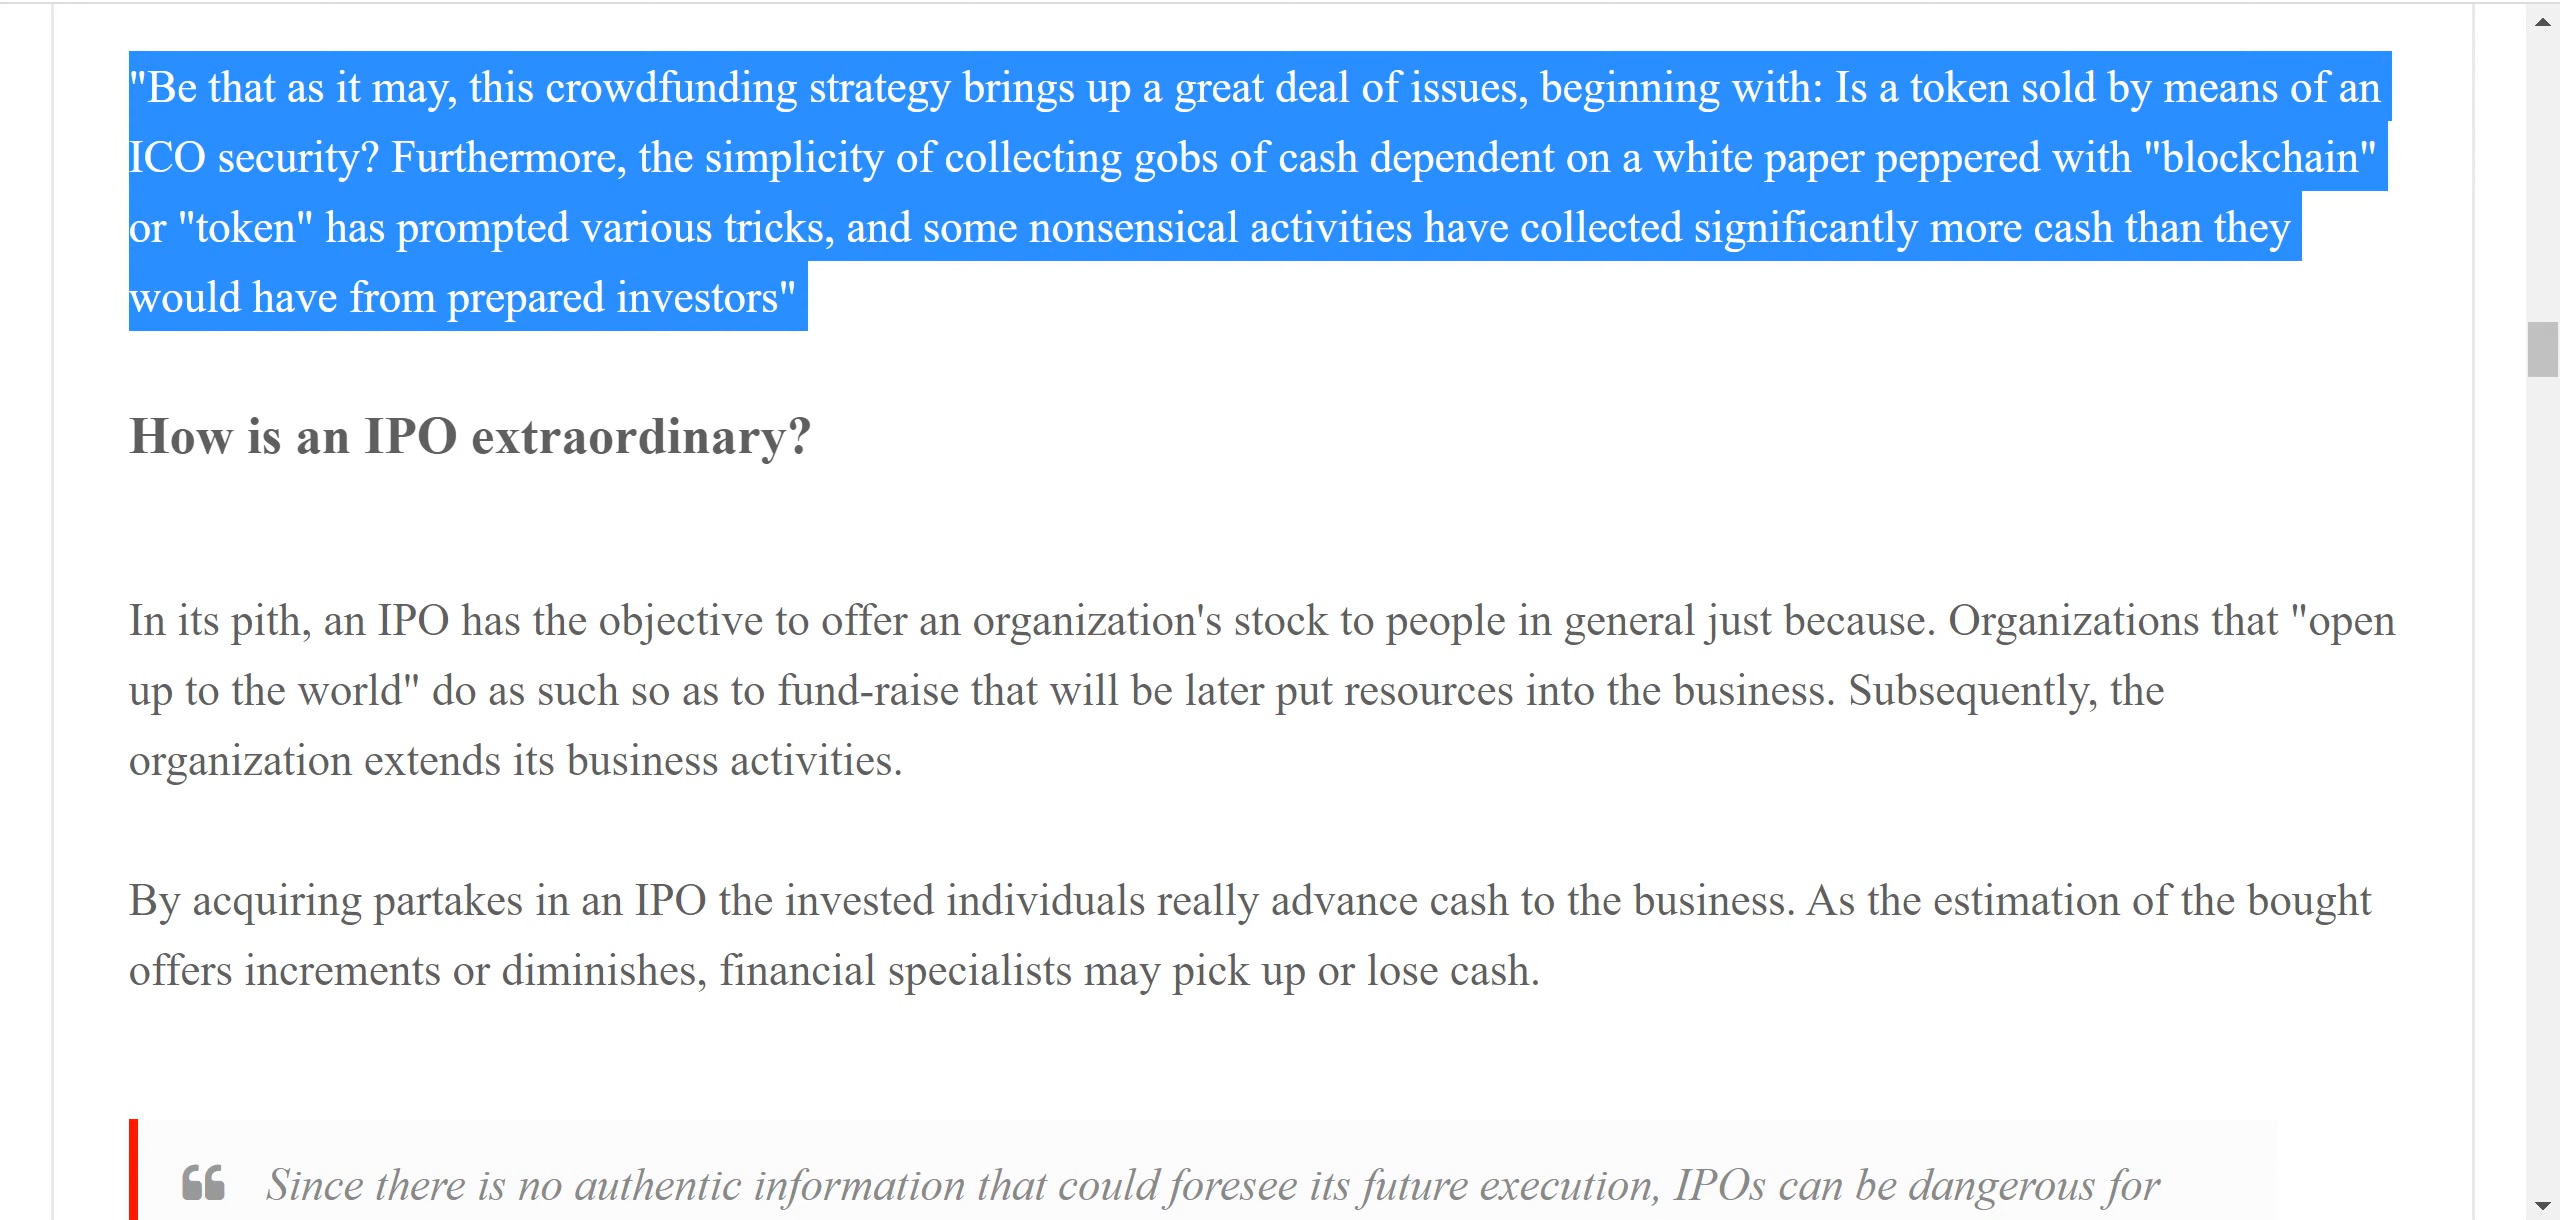 "Be that as it may, this crowdfunding strategy brings up a great deal of issues, beginning with: Is a token sold by means of an
ICO security? Furthermore, the simplicity of collecting gobs of cash dependent on a white paper peppered with "blockchain"
or "token" has prompted various tricks, and some nonsensical activities have collected significantly more cash than they
would have from prepared investors"
How is an IPO extraordinary?
In its pith, an IPO has the objective to offer an organization's stock to people in general just because. Organizations that "open
up to the world" do as such so as to fund-raise that will be later put resources into the business. Subsequently, the
organization extends its business activities.
By acquiring partakes in an IPO the invested individuals really advance cash to the business. As the estimation of the bought
offers increments or diminishes, financial specialists may pick up or lose cash.
Since there is no authentic information that could foresee its future execution, IPOs can be dangerous for